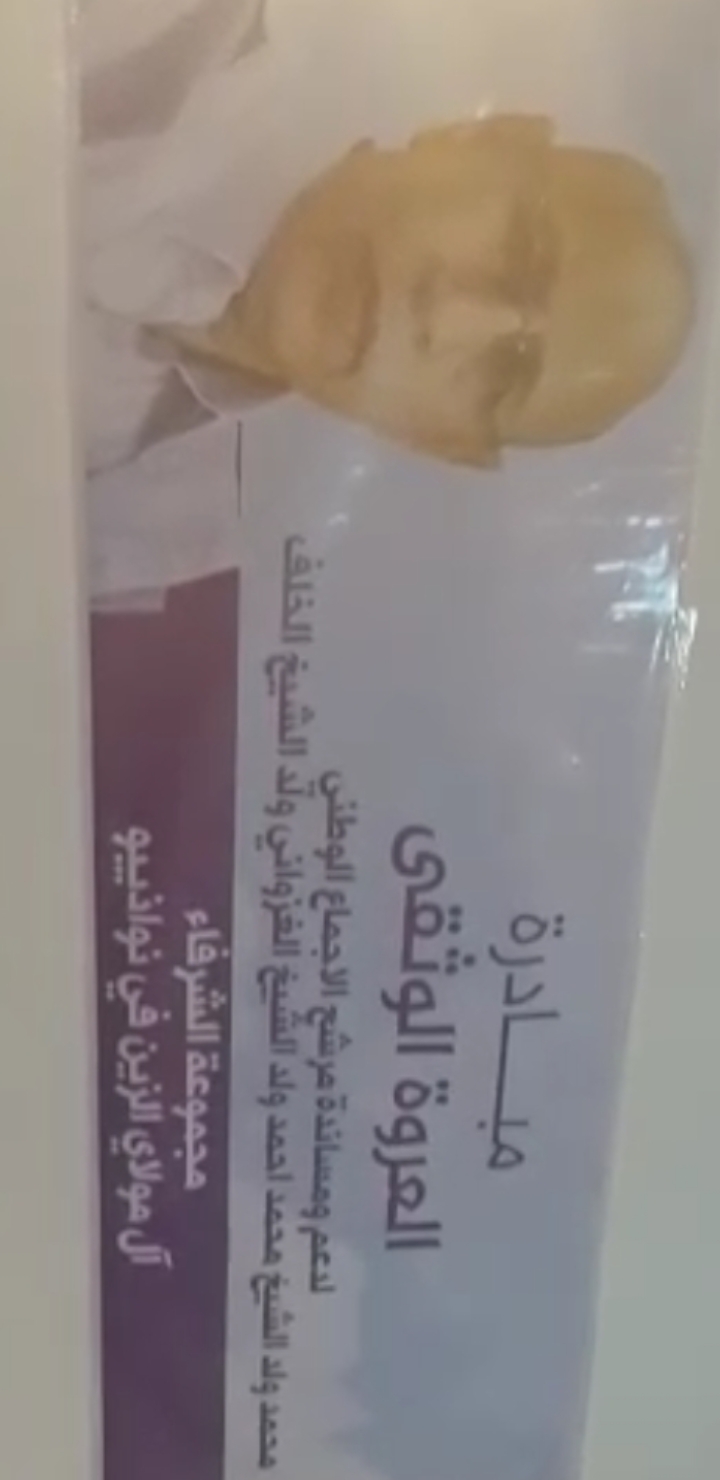 مبادرة
العروة الوثقى
لدعم ومساندة مرشح الاجماع الوطني
محمد ولد الشيخ محمد احمد ولد الشيخ الغزواني ولد الشيخ الخلف
مجموعة الشرفاء
آل مولاي الزين في نواذيبو